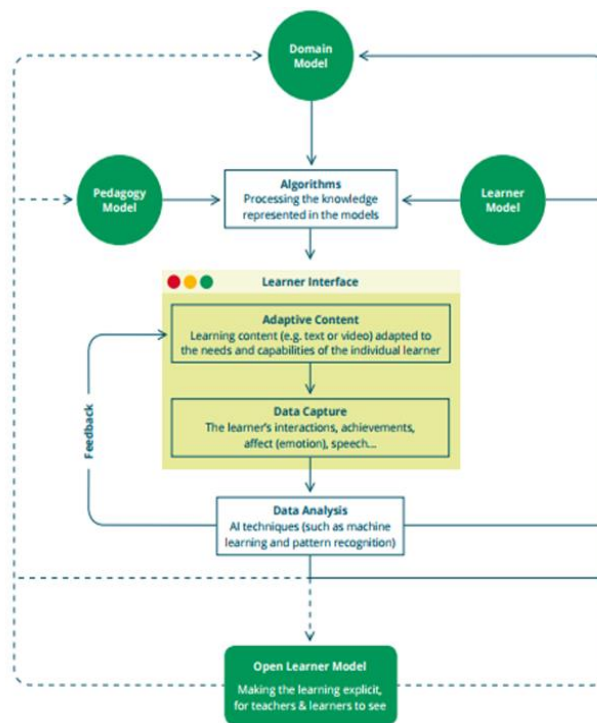 Domain
Model
Pedagogy
Model
Algorithms
Processing the knowledge
represented in the models
Learner
Model
Learner Interface
Adaptive Content
Learning content (e.g. text or video) adapted to
the needs and capabilities of the individual learner
Data Capture
The learner's interactions, achievements,
affect (emotion), speech...
Feedback
Data Analysis
AI techniques (such as machine
learning and pattern recognition)
Open Learner Model
Making the learning explicit,
for teachers & learners to see